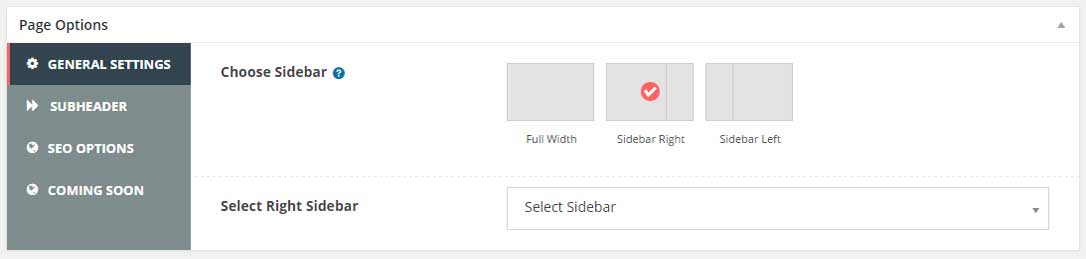 Page Options
GENERAL SETTINGS
SUBHEADER
SEO OPTIONS
COMING SOON
Choose Sidebar ?
Full Width
Sidebar Right
Sidebar Left
Select Right Sidebar
Select Sidebar